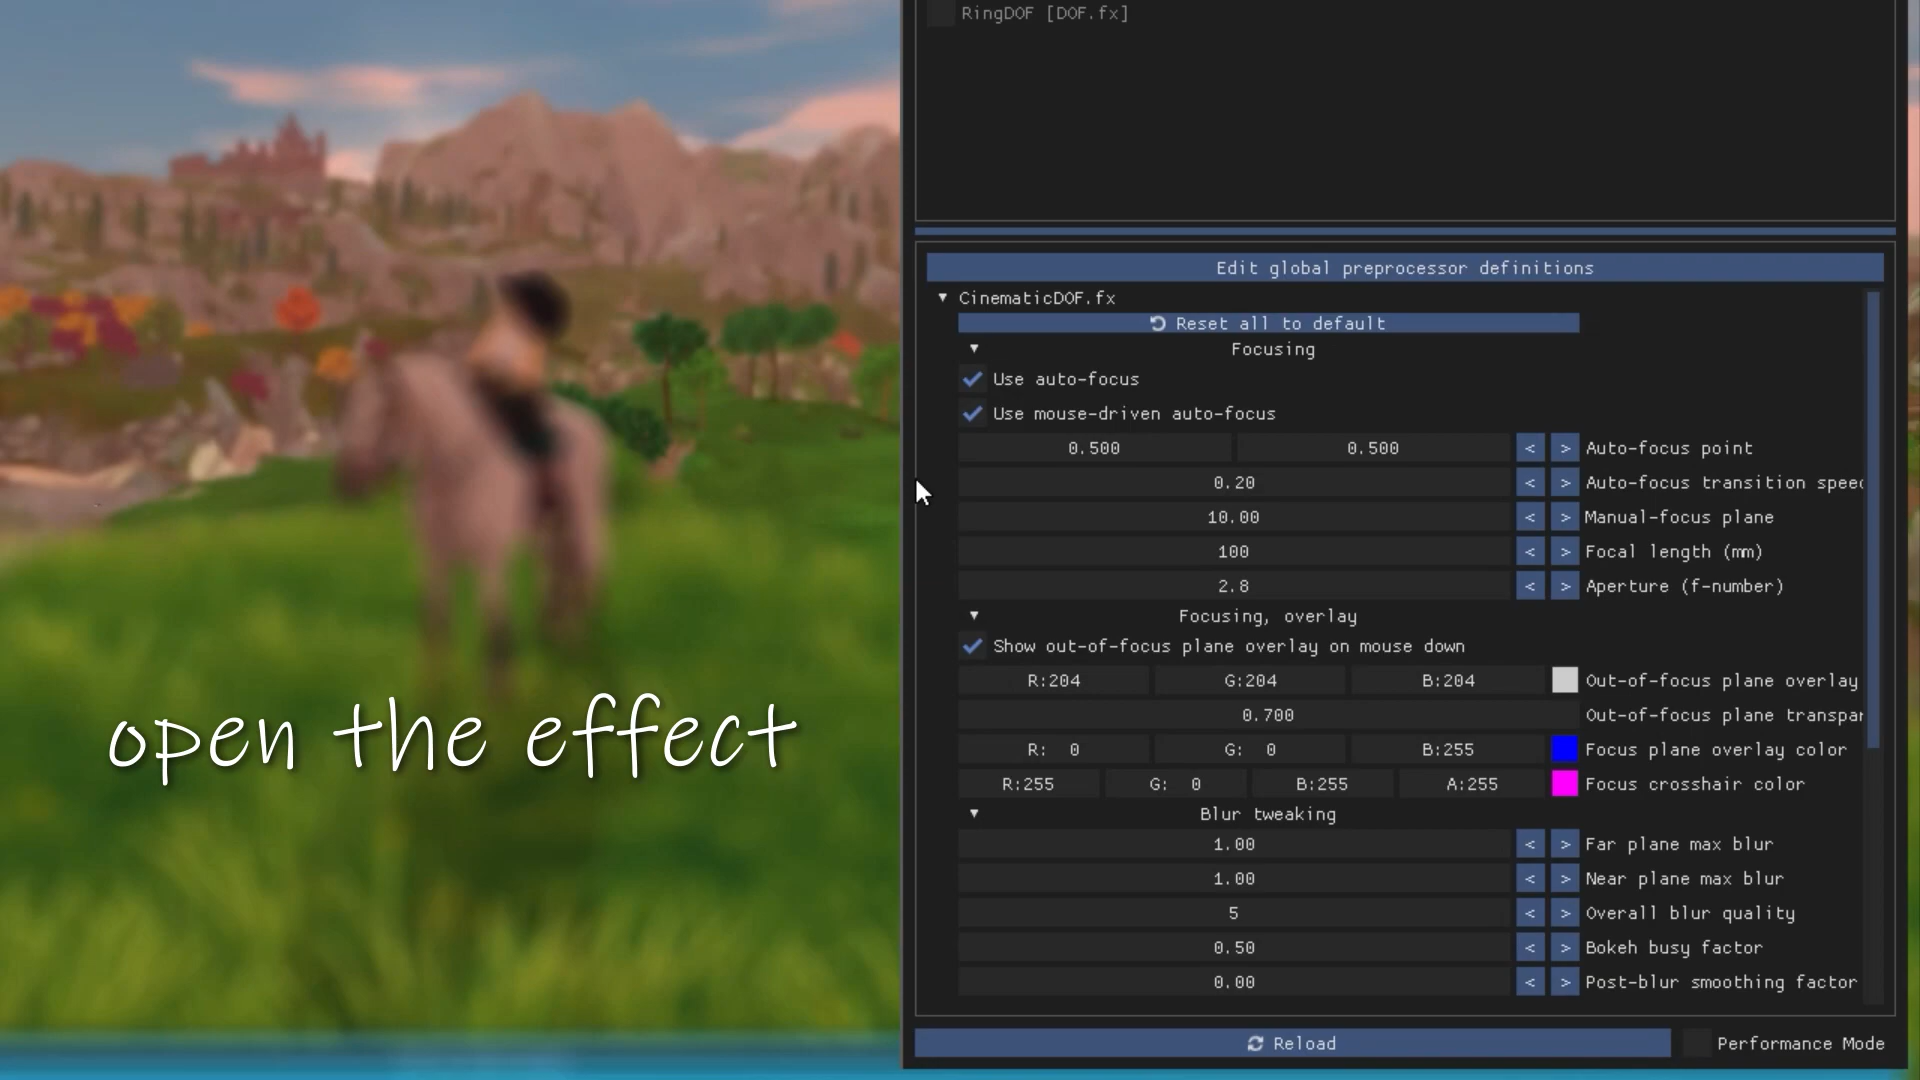 RingDOF [DOF.fx]
Edit global preprocessor definitions
CinematicDOF.fx
Reset all to default
Focusing
Use auto-focus
Use mouse-driven auto-focus
0.500 0.500 < > Auto-focus point
0.20 < > Auto-focus transition speed
10.00 < > Manual-focus plane
100 < > Focal length (mm)
2.8 < > Aperture (f-number)
Focusing, overlay
Show out-of-focus plane overlay on mouse down
R:204 G:204 B:204 Out-of-focus plane overlay
0.700 Out-of-focus plane transpar
R: 0 G: 0 B:255 Focus plane overlay color
R:255 G: 0 B:255 A:255 Focus crosshair color
Blur tweaking
1.00 < > Far plane max blur
1.00 < > Near plane max blur
5 < > Overall blur quality
0.50 < > Bokeh busy factor
0.00 < > Post-blur smoothing factor
Reload Performance Mode
open the effect